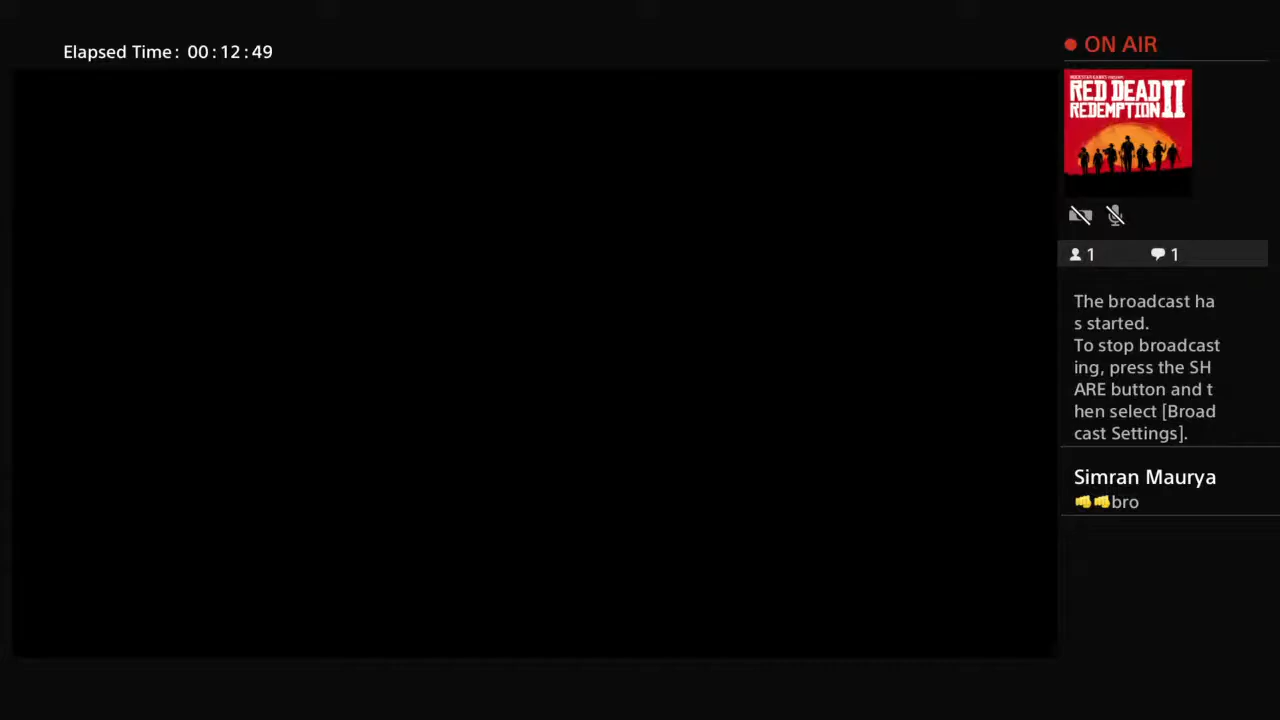 Elapsed Time: 00:12:49
ON AIR
RED DEAD
REDEMPTION II
1
1
The broadcast ha
s started.
To stop broadcast
ing, press the SH
ARE button and t
hen select [Broad
cast Settings].
Simran Maurya
👊👊bro